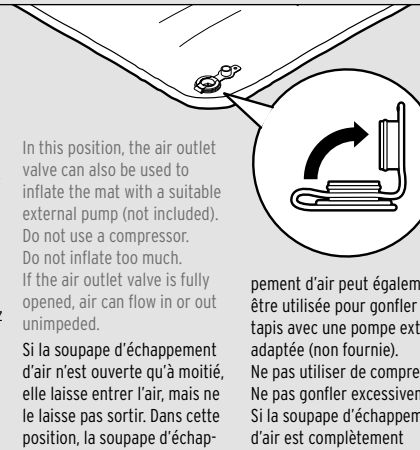 In this position, the air outlet
valve can also be used to
inflate the mat with a suitable
external pump (not included).
Do not use a compressor.
Do not inflate too much.
If the air outlet valve is fully
opened, air can flow in or out
unimpeded.
Si la soupape d'échappement
d'air n'est ouverte qu'à moitié,
elle laisse entrer l'air, mais ne
le laisse pas sortir. Dans cette
position, la soupape d'échap-
pement d'air peut égalem
être utilisée pour gonfler
tapis avec une pompe ext
adaptée (non fournie).
Ne pas utiliser de compre
Ne pas gonfler excessiven
Si la soupape d'échappem
d'air est complètement